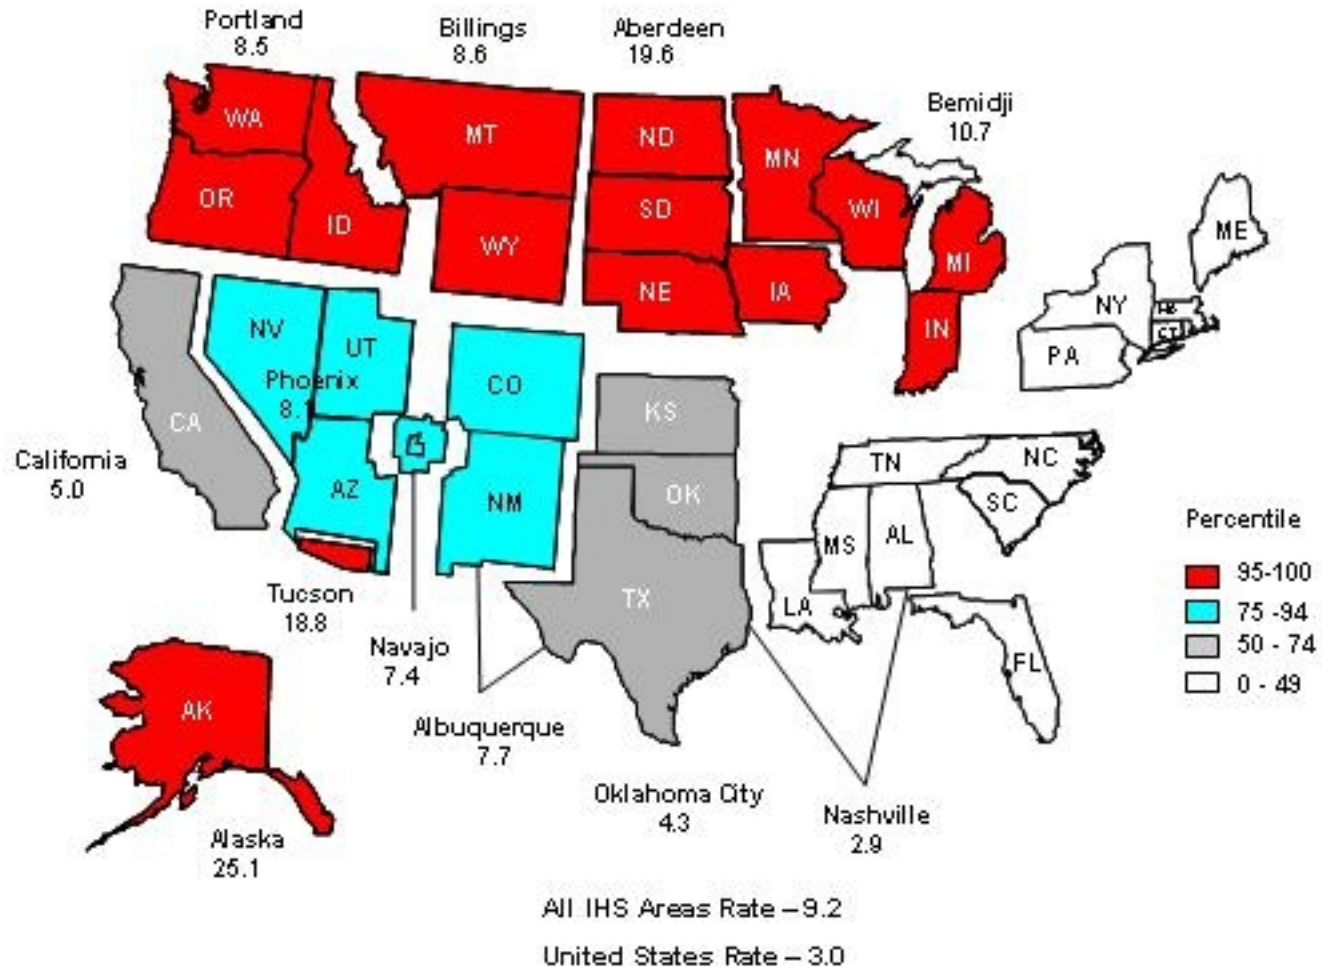 Portland
8.5
Billings
8.6
Aberdeen
19.6
Bemidji
10.7
WA
MT
ND
MN
OR
ID
WY
SD
WI
MI
NE
IA
IN
ME
NY
CT
PA
NV
UT
Phoenix
8.1
CO
KS
CA
California
5.0
AZ
NM
OK
TN
NC
SC
MS
AL
LA
TX
FL
Percentile
95-100
75 -94
50 - 74
0 - 49
Tucson
18.8
Navajo
7.4
AK
Albuquerque
7.7
Oklahoma City
4.3
Nashville
2.9
Alaska
25.1
All IHS Areas Rate – 9.2
United States Rate – 3.0